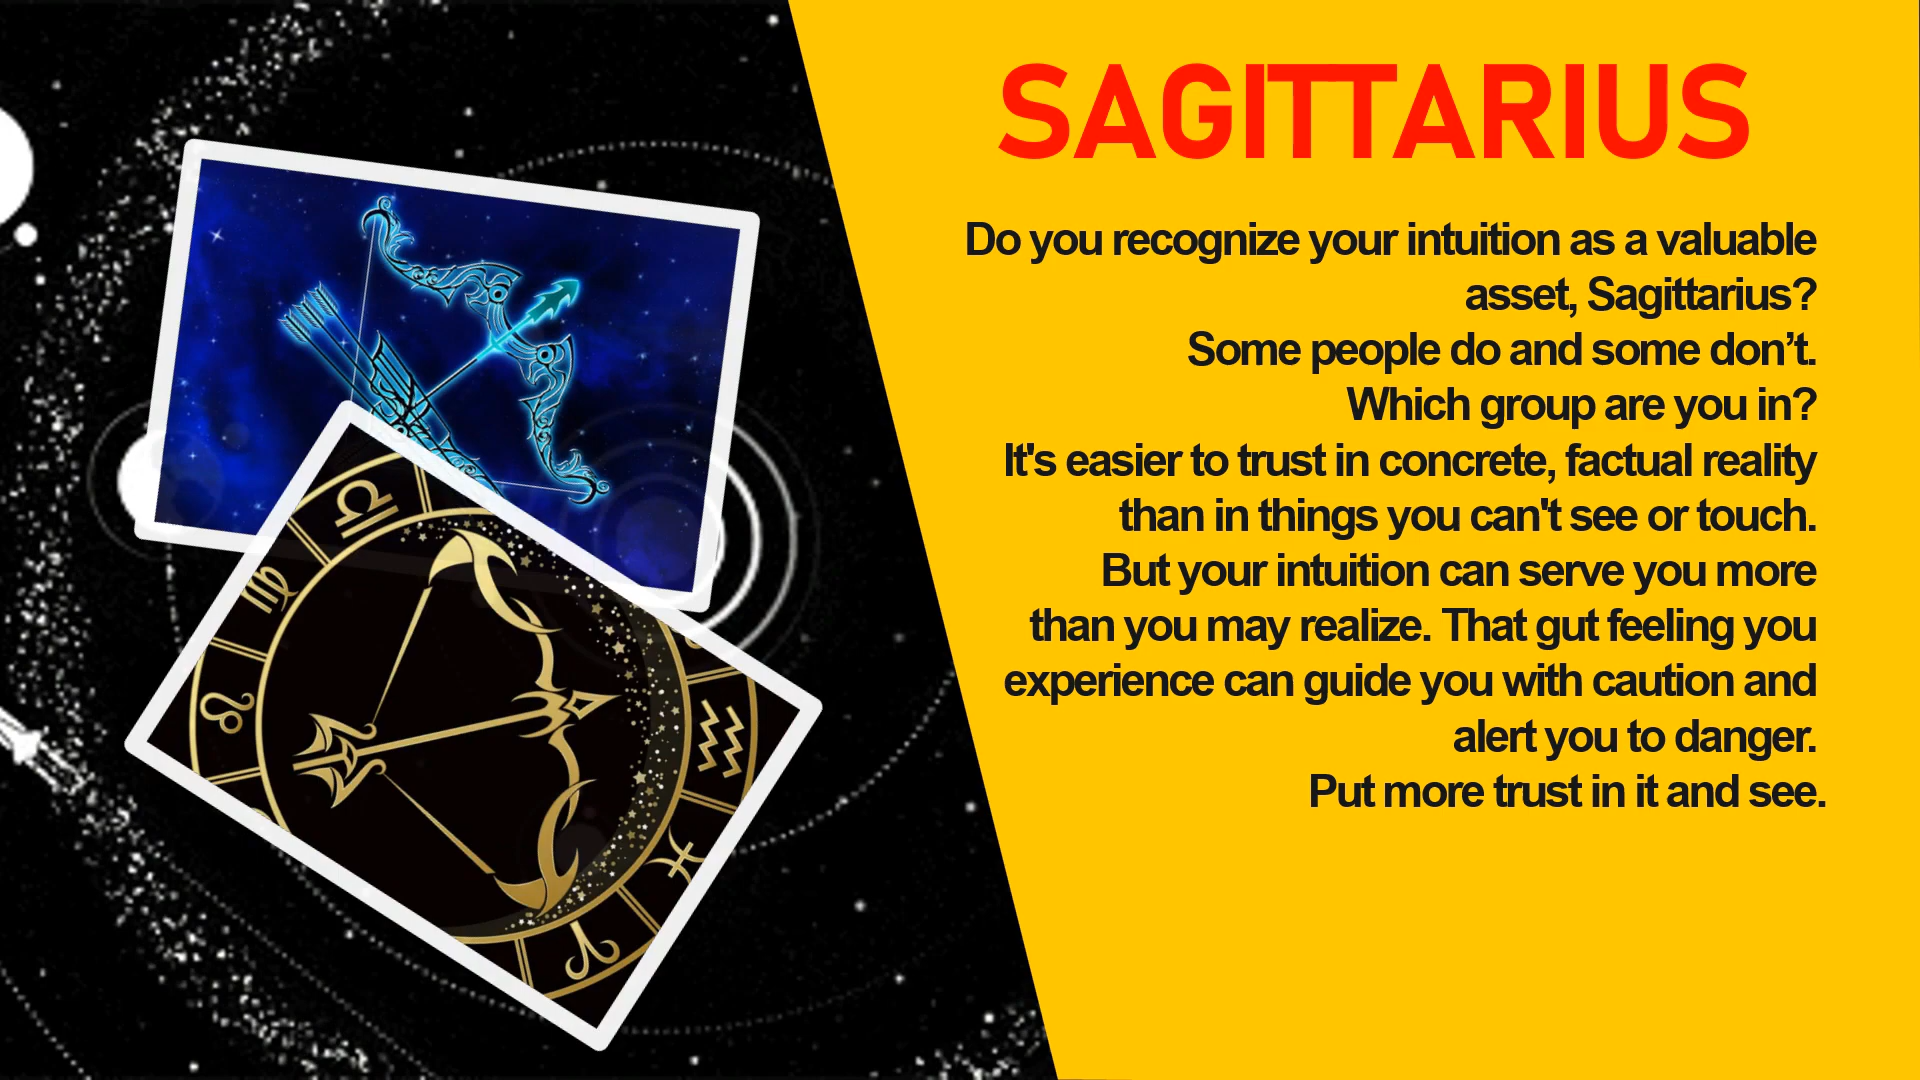 SAGITTARIUS
Do you recognize your intuition as a valuable
asset, Sagittarius?
Some people do and some don’t.
Which group are you in?
It's easier to trust in concrete, factual reality
than in things you can't see or touch.
But your intuition can serve you more
than you may realize. That gut feeling you
experience can guide you with caution and
alert you to danger.
Put more trust in it and see.